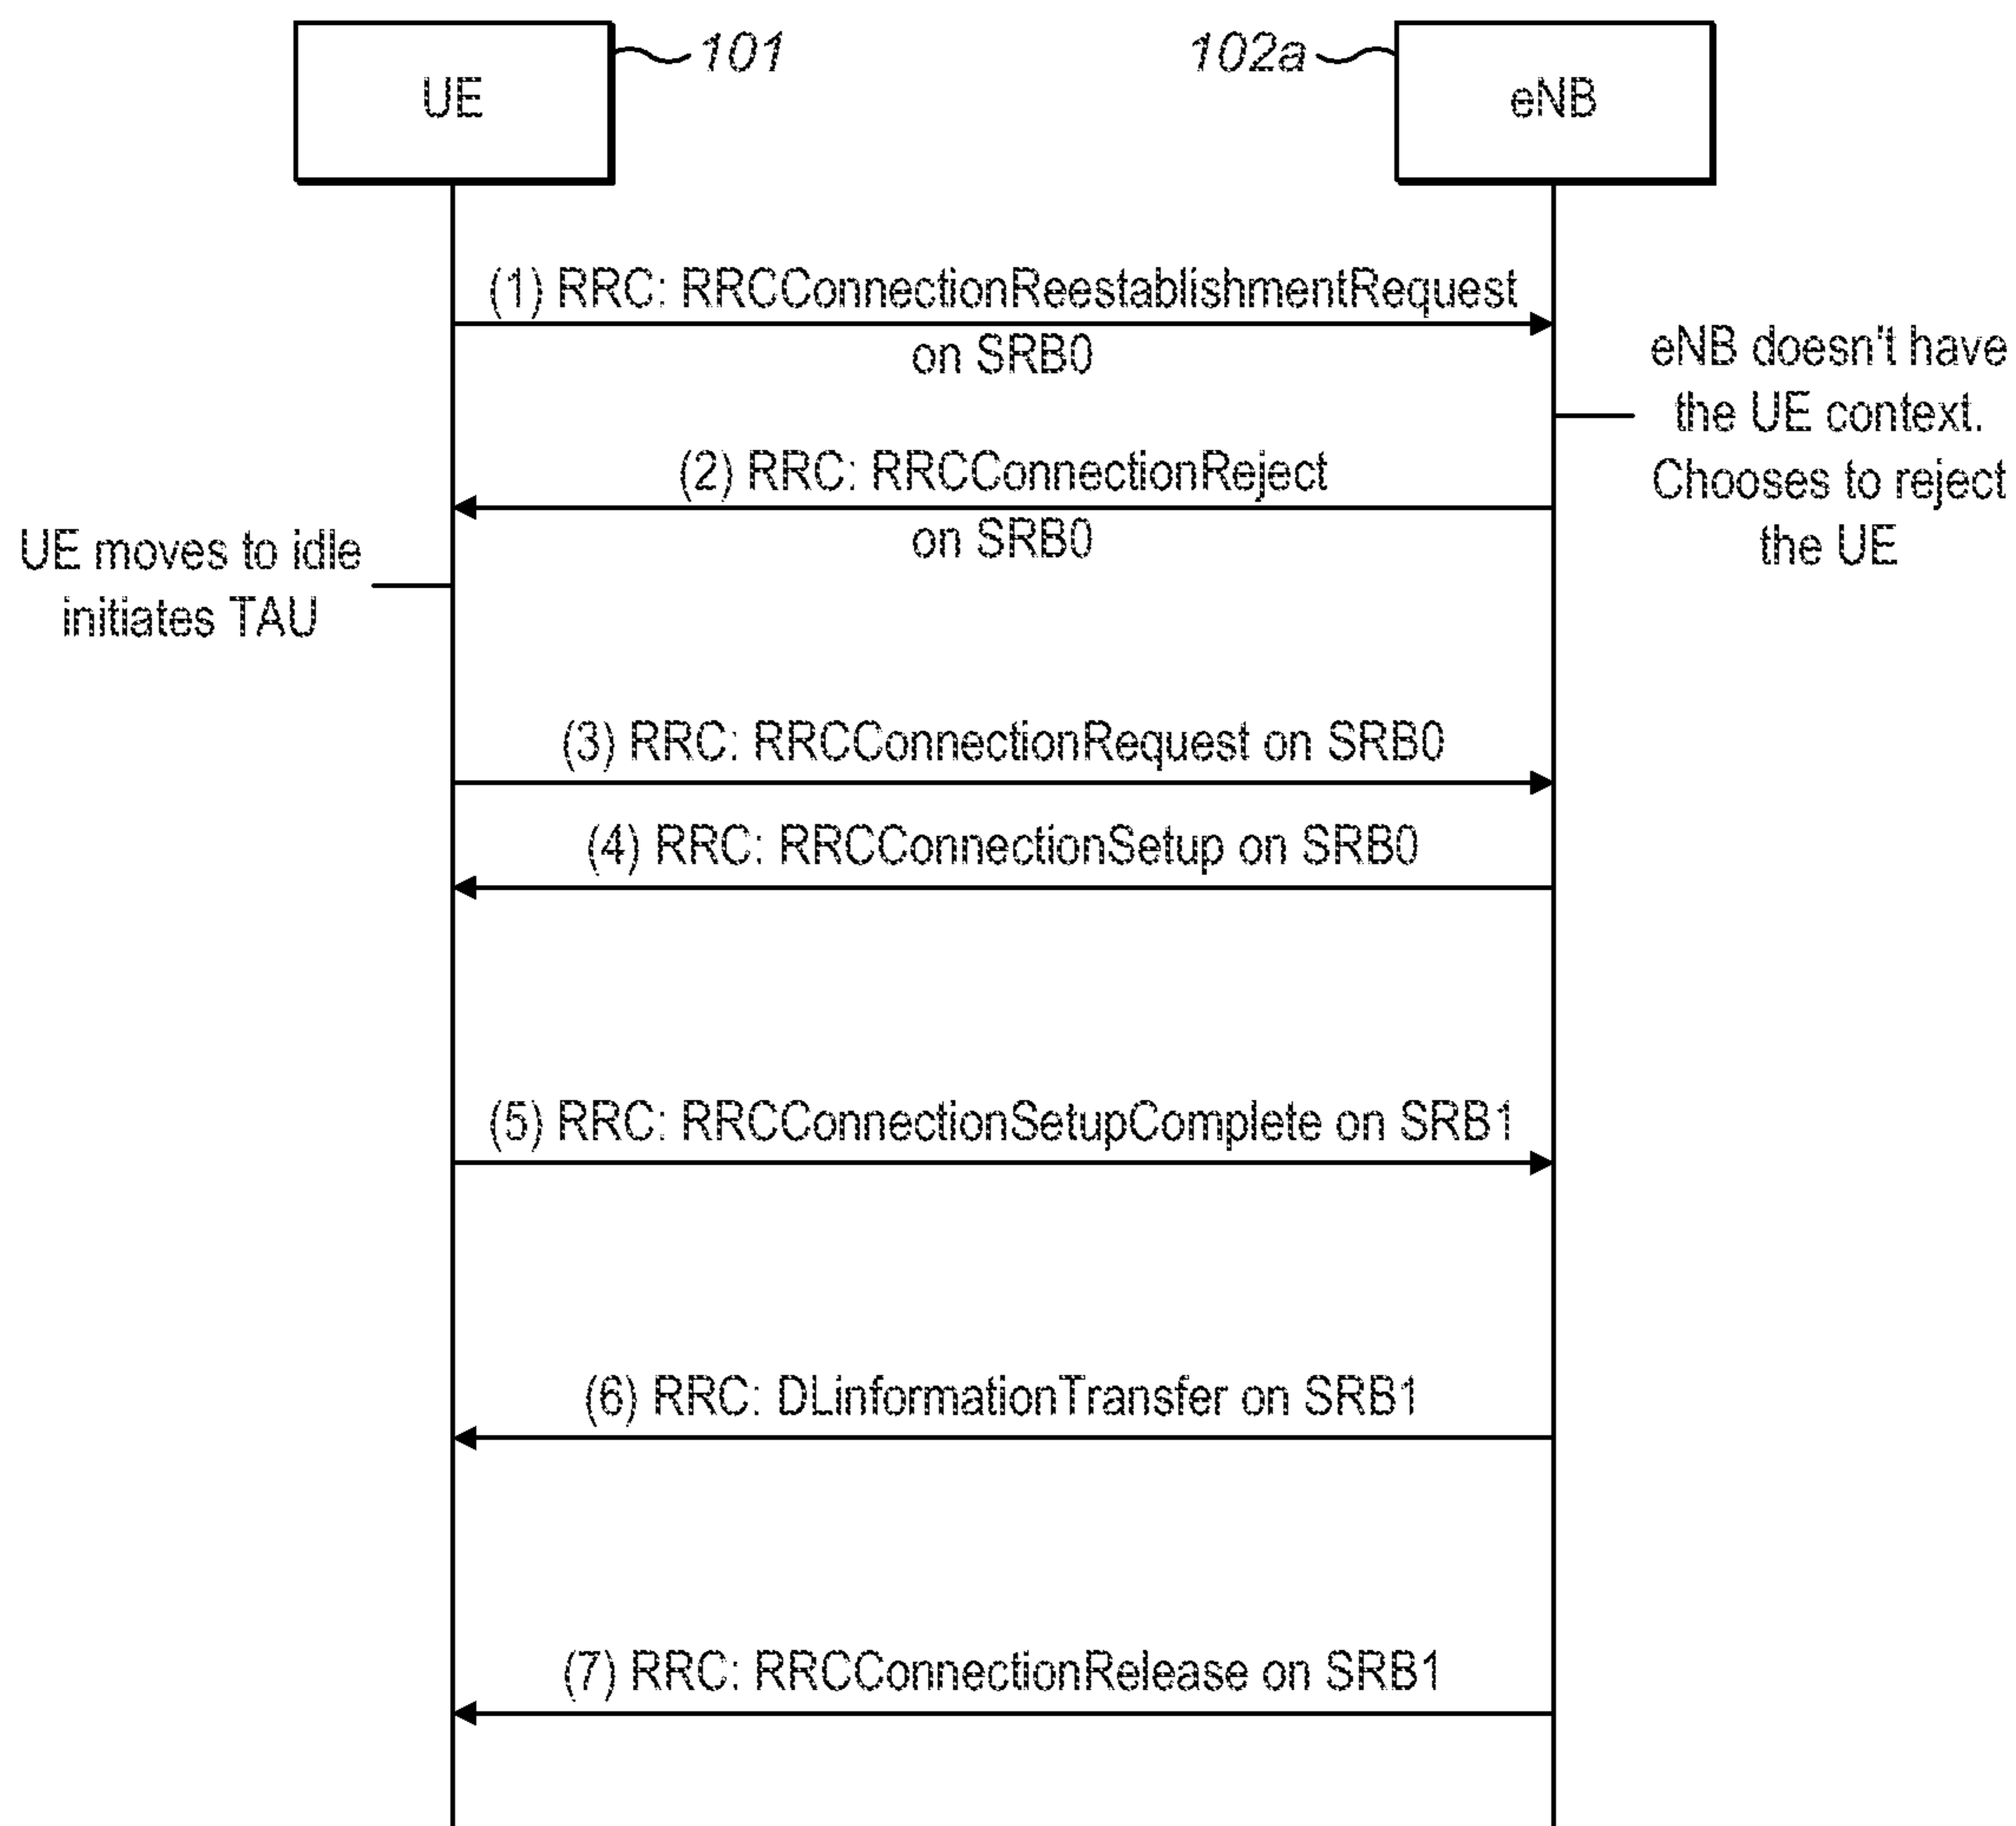 UE
101
102a
eNB
(1) RRC: RRCConnectionReestablishmentRequest
on SRB0
eNB doesn't have
the UE context.
Chooses to reject
the UE
(2) RRC: RRCConnectionReject
on SRB0
UE moves to idle
initiates TAU
(3) RRC: RRCConnectionRequest on SRB0
(4) RRC: RRCConnectionSetup on SRB0
(5) RRC: RRCConnectionSetupComplete on SRB1
(6) RRC: DLinformationTransfer on SRB1
(7) RRC: RRCConnectionRelease on SRB1